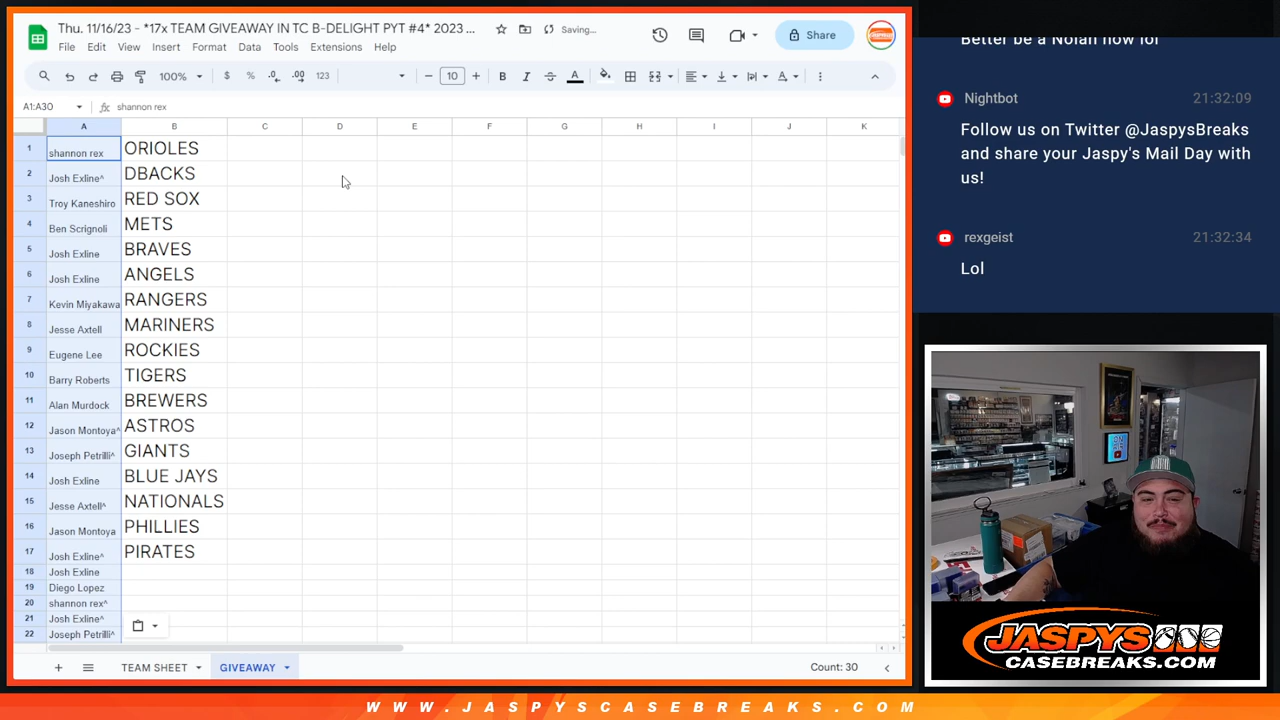 Thu. 11/16/23 - *17x TEAM GIVEAWAY IN TC B-DELIGHT PYT #4* 2023 ...
Saving...
File Edit View Insert Format Data Tools Extensions Help
Share
100% $ % .0 .00 123 10 B I S A
A1:A30 fx shannon rex
A B C D E F G H I J K
1 shannon rex ORIOLES
2 Josh Exline^ DBACKS
3 Troy Kaneshiro RED SOX
4 Ben Scrignoli METS
5 Josh Exline BRAVES
6 Josh Exline ANGELS
7 Kevin Miyakawa RANGERS
8 Jesse Axtell MARINERS
9 Eugene Lee ROCKIES
10 Barry Roberts TIGERS
11 Alan Murdock BREWERS
12 Jason Montoya^ ASTROS
13 Joseph Petrilli^ GIANTS
14 Josh Exline BLUE JAYS
15 Jesse Axtell^ NATIONALS
16 Jason Montoya PHILLIES
17 Josh Exline^ PIRATES
18 Josh Exline
19 Diego Lopez
20 shannon rex^
21 Josh Exline^
22 Joseph Petrilli^
TEAM SHEET GIVEAWAY Count: 30
Better be a Nolan now lol
Nightbot 21:32:09
Follow us on Twitter @JaspysBreaks
and share your Jaspy's Mail Day with
us!
rexgeist 21:32:34
Lol
JASPYS
CASEBREAKS.COM
WWW.JASPYSCASEBREAKS.COM